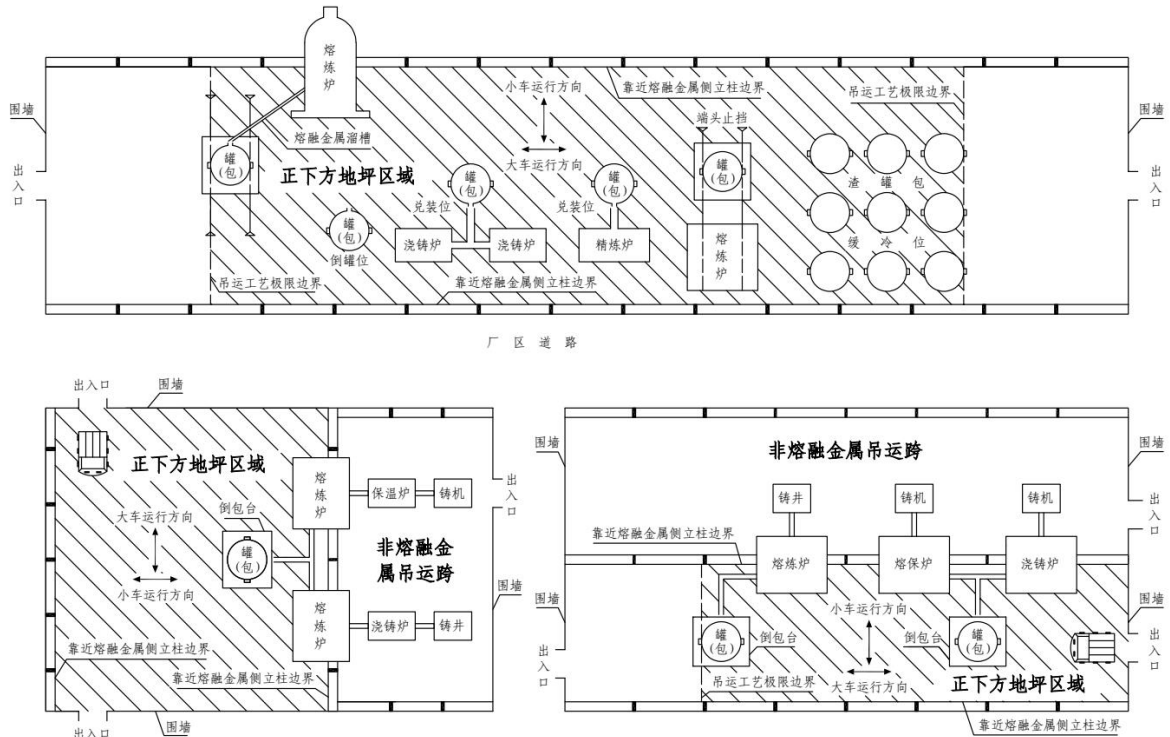 熔炼炉
小车运行方向
靠近熔融金属侧立柱边界
吊运工艺极限边界
围墙
围墙
熔融金属溜槽
端头止挡
大车运行方向
罐(包)
正下方地坪区域
罐(包)
罐(包)
罐(包)
渣罐包
出入口
出入口
兑装位
兑装位
罐(包)
倒罐位
浇铸炉
浇铸炉
精炼炉
熔炼炉
缓冷位
吊运工艺极限边界
靠近熔融金属侧立柱边界
厂区道路
出入口
围墙
正下方地坪区域
熔炼炉
保温炉
铸机
出入口
倒包台
大车运行方向
罐(包)
非熔融金属吊运跨
小车运行方向
围墙
熔炼炉
浇铸炉
铸井
靠近熔融金属侧立柱边界
靠近熔融金属侧立柱边界
出入口
围墙
围墙
非熔融金属吊运跨
围墙
铸井
铸机
铸机
出入口
靠近熔融金属侧立柱边界
熔炼炉
熔保炉
浇铸炉
围墙
小车运行方向
围墙
罐(包)
倒包台
倒包台
罐(包)
出入口
出入口
大车运行方向
吊运工艺极限边界
正下方地坪区域
靠近熔融金属侧立柱边界